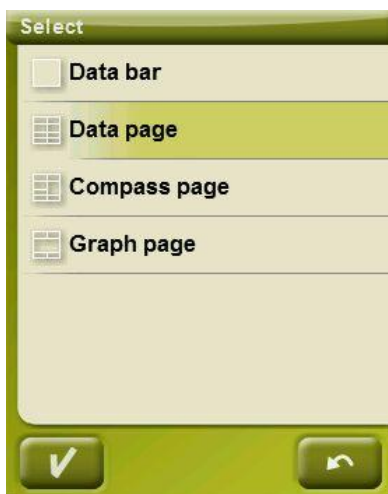 Select
Data bar
Data page
Compass page
Graph page